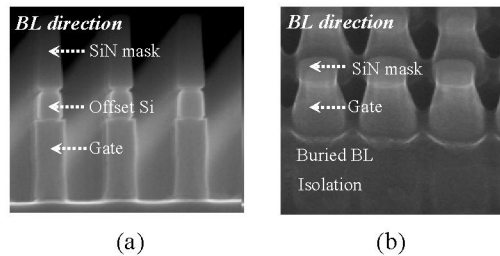 BL direction
SiN mask
Offset Si
Gate
(a)
BL direction
SiN mask
Gate
Buried BL
Isolation
(b)